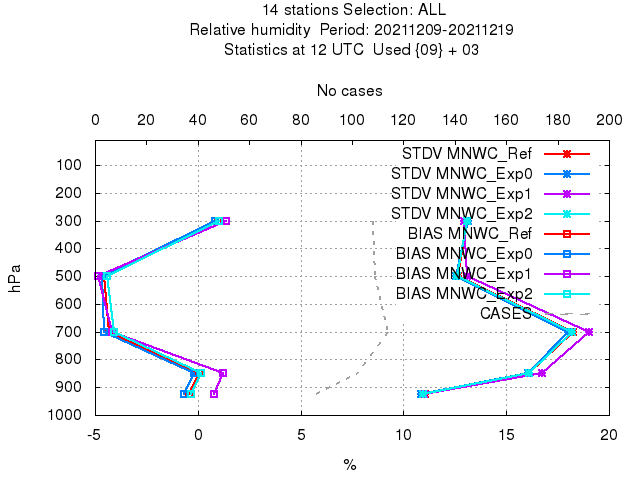 14 stations Selection: ALL
Relative humidity  Period: 20211209-20211219
Statistics at 12 UTC  Used {09} + 03
No cases
0 20 40 60 80 100 120 140 160 180 200
STDV MNWC_Ref
STDV MNWC_Exp0
STDV MNWC_Exp1
STDV MNWC_Exp2
BIAS MNWC_Ref
BIAS MNWC_Exp0
BIAS MNWC_Exp1
BIAS MNWC_Exp2
CASES
hPa
100
200
300
400
500
600
700
800
900
1000
-5 0 5 10 15 20
%